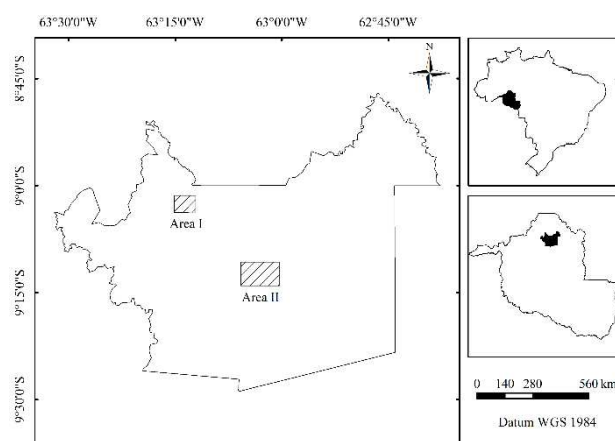 63°30'0"W 63°15'0"W 63°0'0"W 62°45'0"W
N
8°45'0"S
9°0'0"S
Area I
9°15'0"S
Area II
9°30'0"S
0 140 280 560 km
Datum WGS 1984